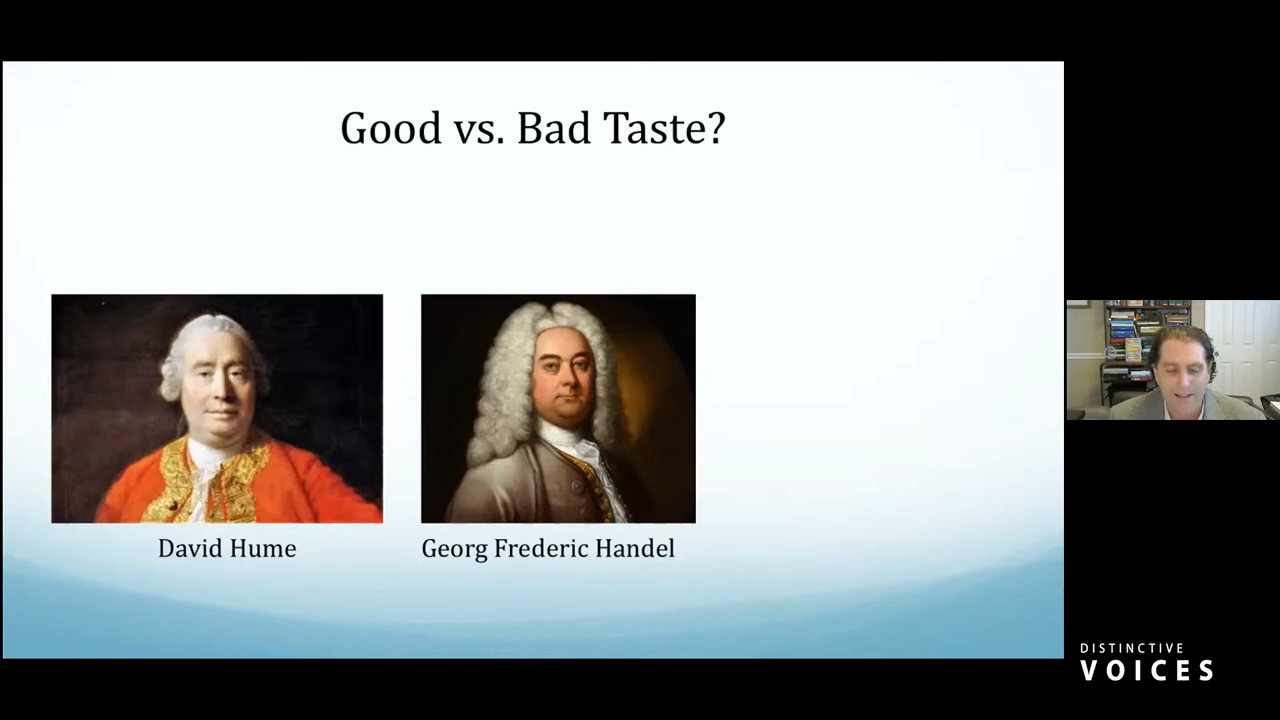 Good vs. Bad Taste?
David Hume
Georg Frederic Handel
DISTINCTIVE
VOICES